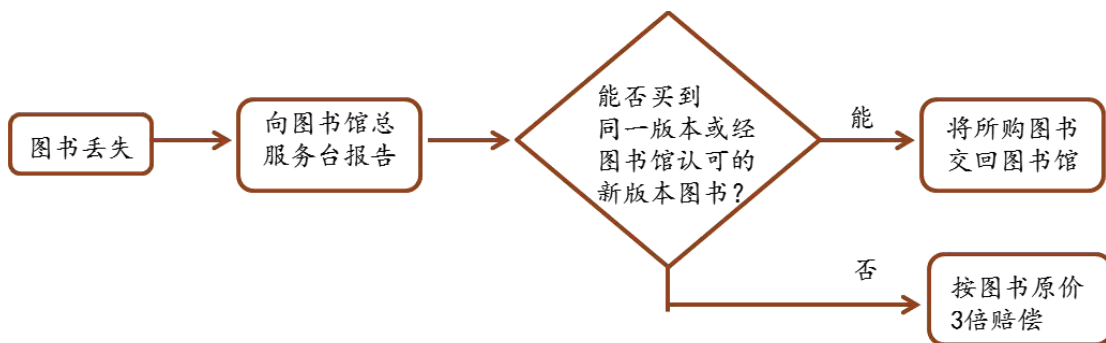 图书丢失
向图书馆总
服务台报告
能否买到
同一版本或经
图书馆认可的
新版本图书？
能
将所购图书
交回图书馆
否
按图书原价
3倍赔偿